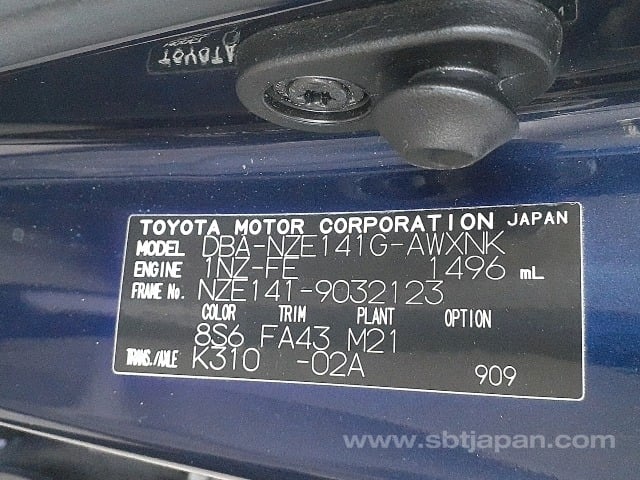 TOYOT
TOYOTA MOTOR CORPORATION JAPAN
MODEL DBA-NZE141G-AWXNK
ENGINE 1NZ-FE 1496 mL
FRAME No. NZE141-9032123
COLOR TRIM PLANT OPTION
8S6 FA43 M21
TRANS./AXLE K310 -02A
909
www.sbtjapan.com